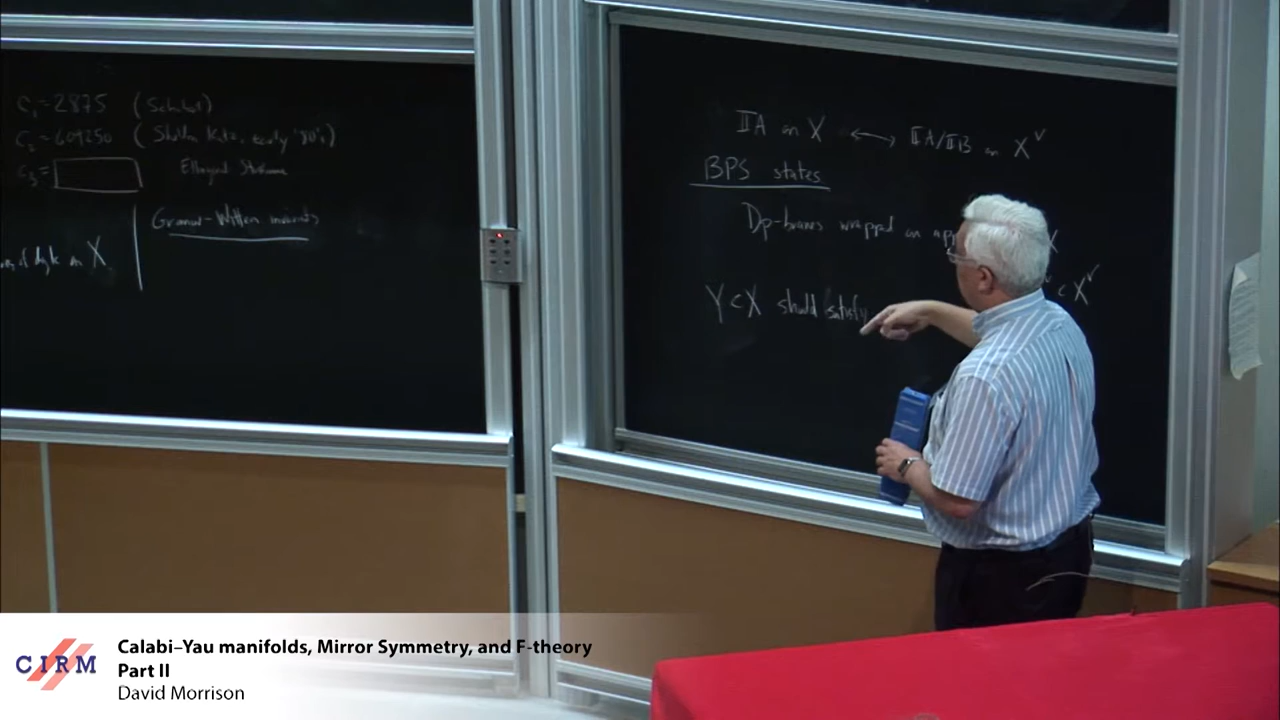 C₁ = 2875 (Schubert)
C₂ = 609250 (Sheldon Katz, early '80's)
C₃ = Ellingsrud Strømme
Gromov-Witten invariants
on X
IIA on X ⟷ IIA/IIB on X^∨
BPS states
Dp-branes wrapped on app X
Y ⊂ X should satisfy ⊂ X^∨
CIRM
Calabi–Yau manifolds, Mirror Symmetry, and F-theory
Part II
David Morrison